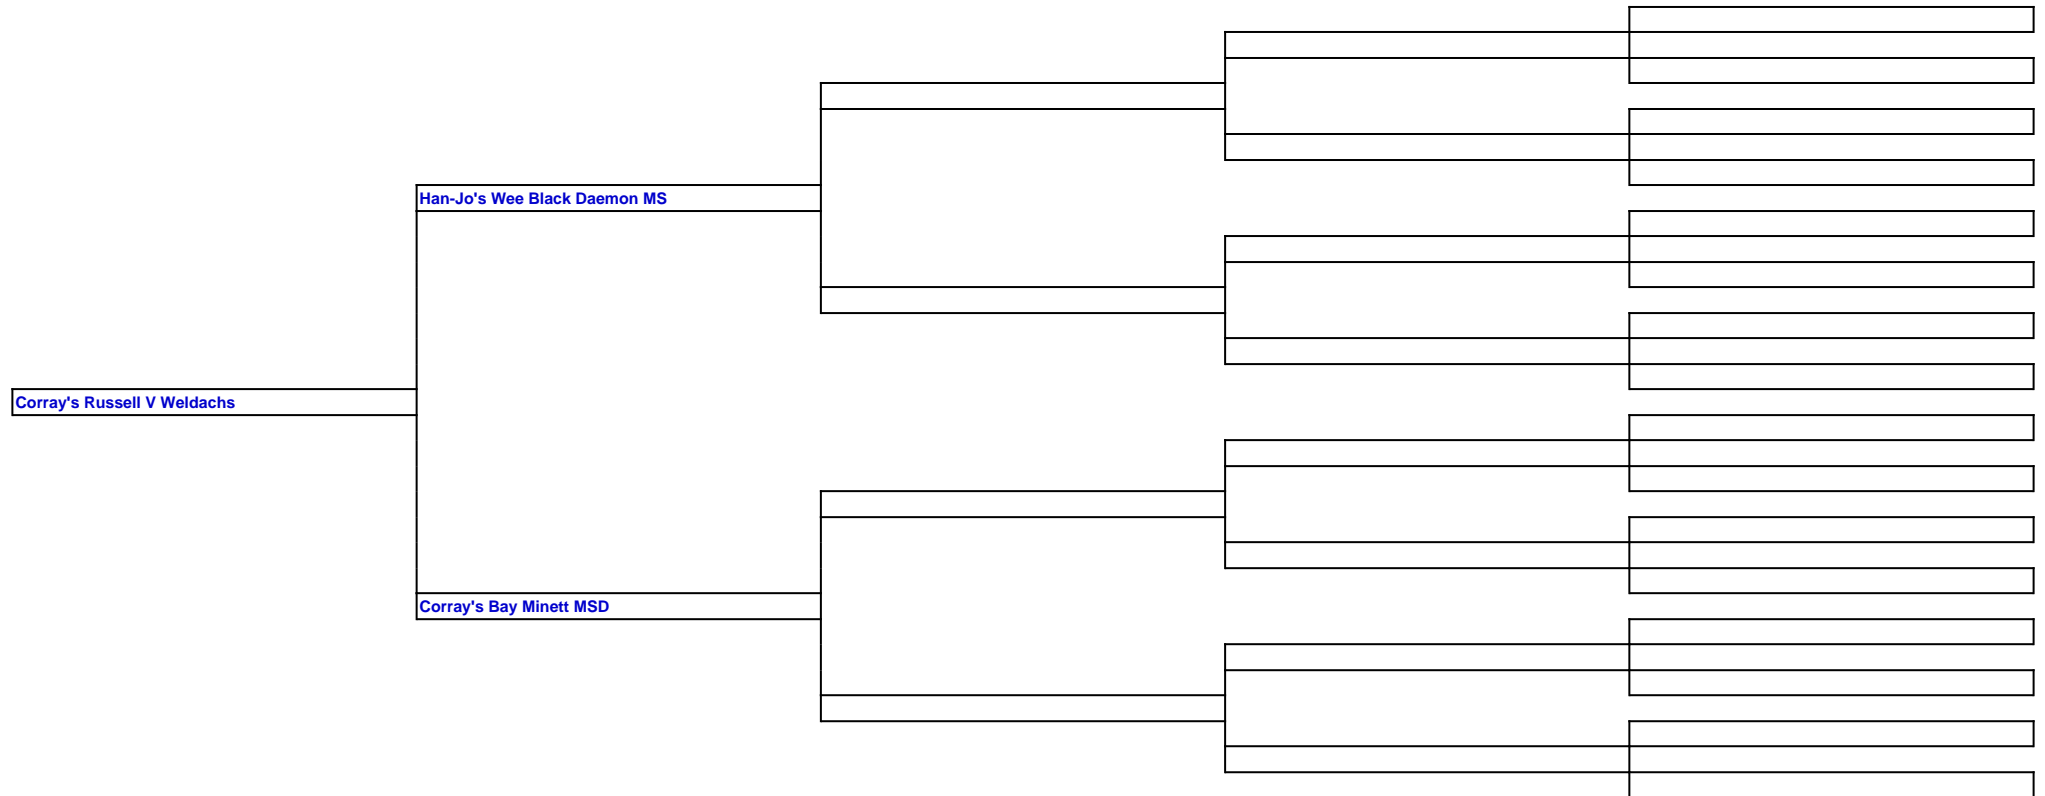 Han-Jo's Wee Black Daemon MS
Corray's Russell V Weldachs
Corray's Bay Minett MSD